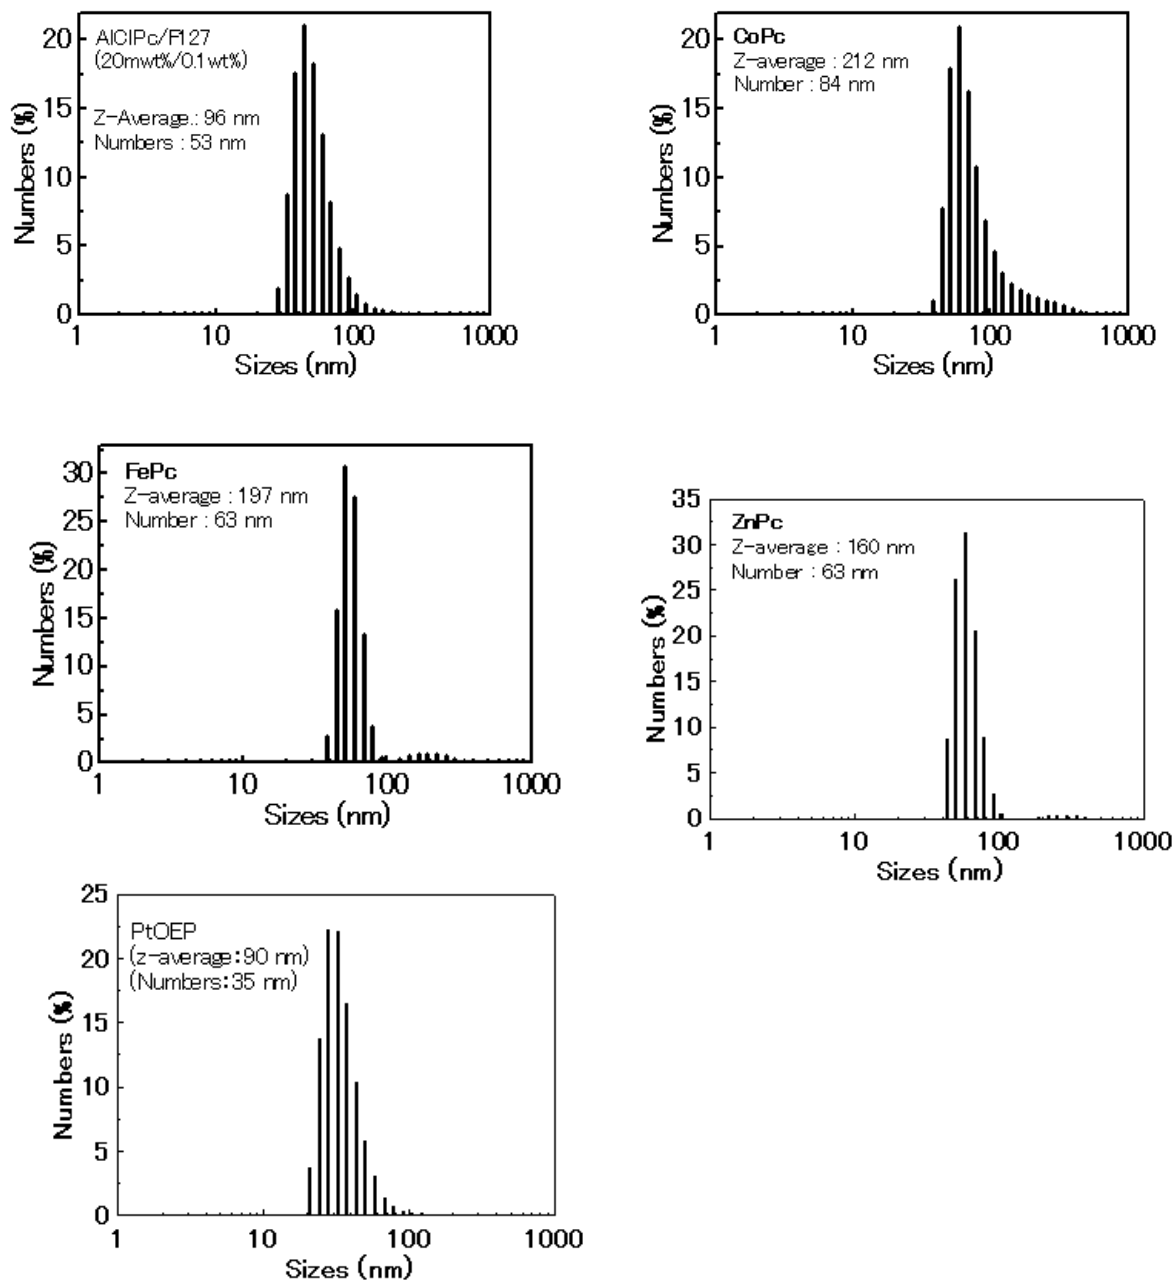 AlClPc/F127
(20mwt%/0.1wt%)
Z-Average.: 96 nm
Numbers : 53 nm
Numbers (%)
20
15
10
5
0
1
10
100
1000
Sizes (nm)
CoPc
Z-average : 212 nm
Number : 84 nm
Numbers (%)
20
15
10
5
0
1
10
100
1000
Sizes (nm)
FePc
Z-average : 197 nm
Number : 63 nm
Numbers (%)
30
25
20
15
10
5
0
1
10
100
1000
Sizes (nm)
ZnPc
Z-average : 160 nm
Number : 63 nm
Numbers (%)
35
30
25
20
15
10
5
0
1
10
100
1000
Sizes (nm)
PtOEP
(z-average:90 nm)
(Numbers:35 nm)
Numbers (%)
25
20
15
10
5
0
1
10
100
1000
Sizes (nm)